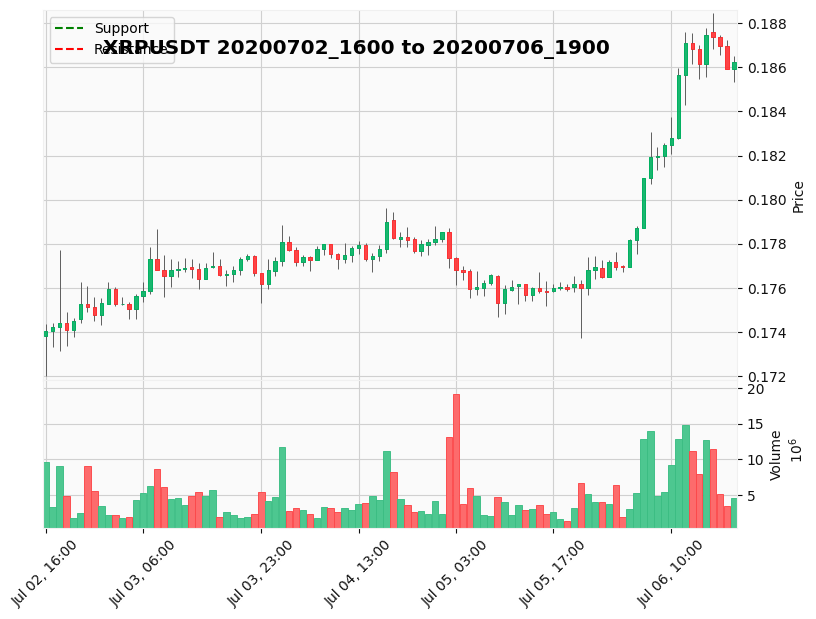 XRPUSDT 20200702_1600 to 20200706_1900
Support
Resistance
0.188
0.186
0.184
0.182
0.180
0.178
0.176
0.174
0.172
Price
20
15
10
5
Volume
10^6
Jul 02, 16:00
Jul 03, 06:00
Jul 03, 23:00
Jul 04, 13:00
Jul 05, 03:00
Jul 05, 17:00
Jul 06, 10:00